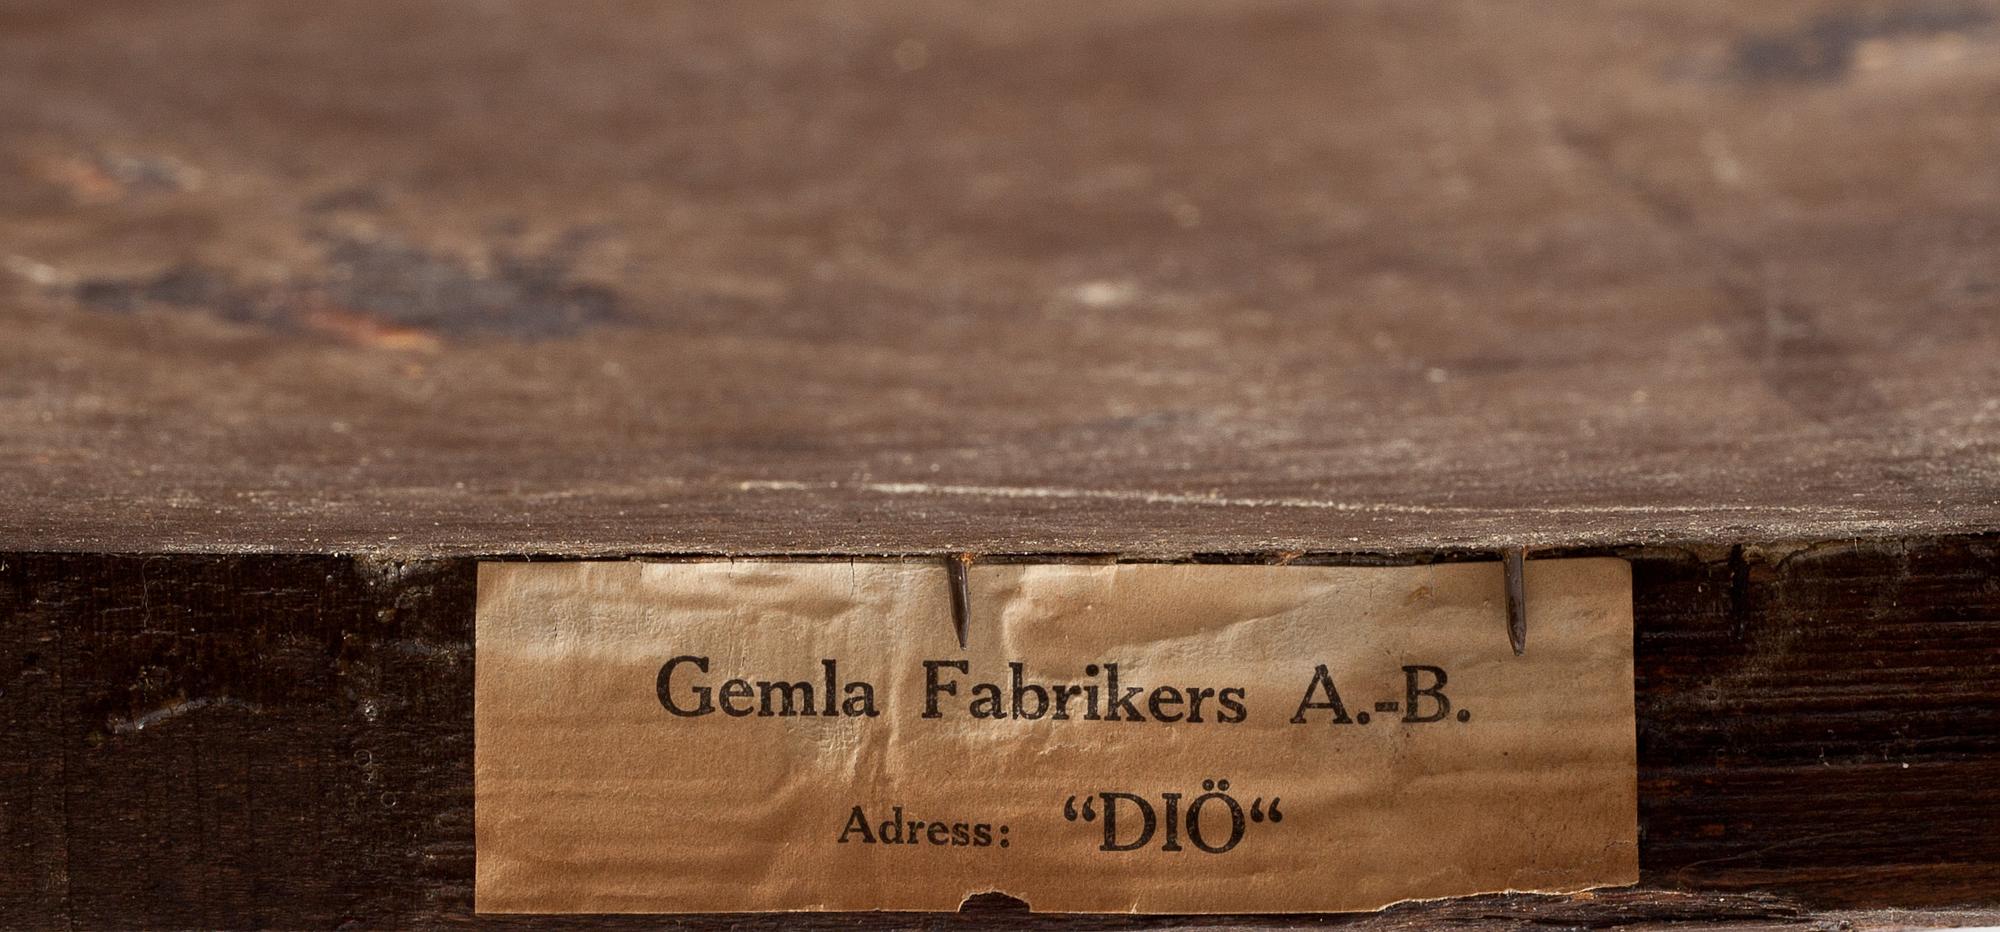 Gemla Fabrikers A.-B.
Adress: “DIÖ“